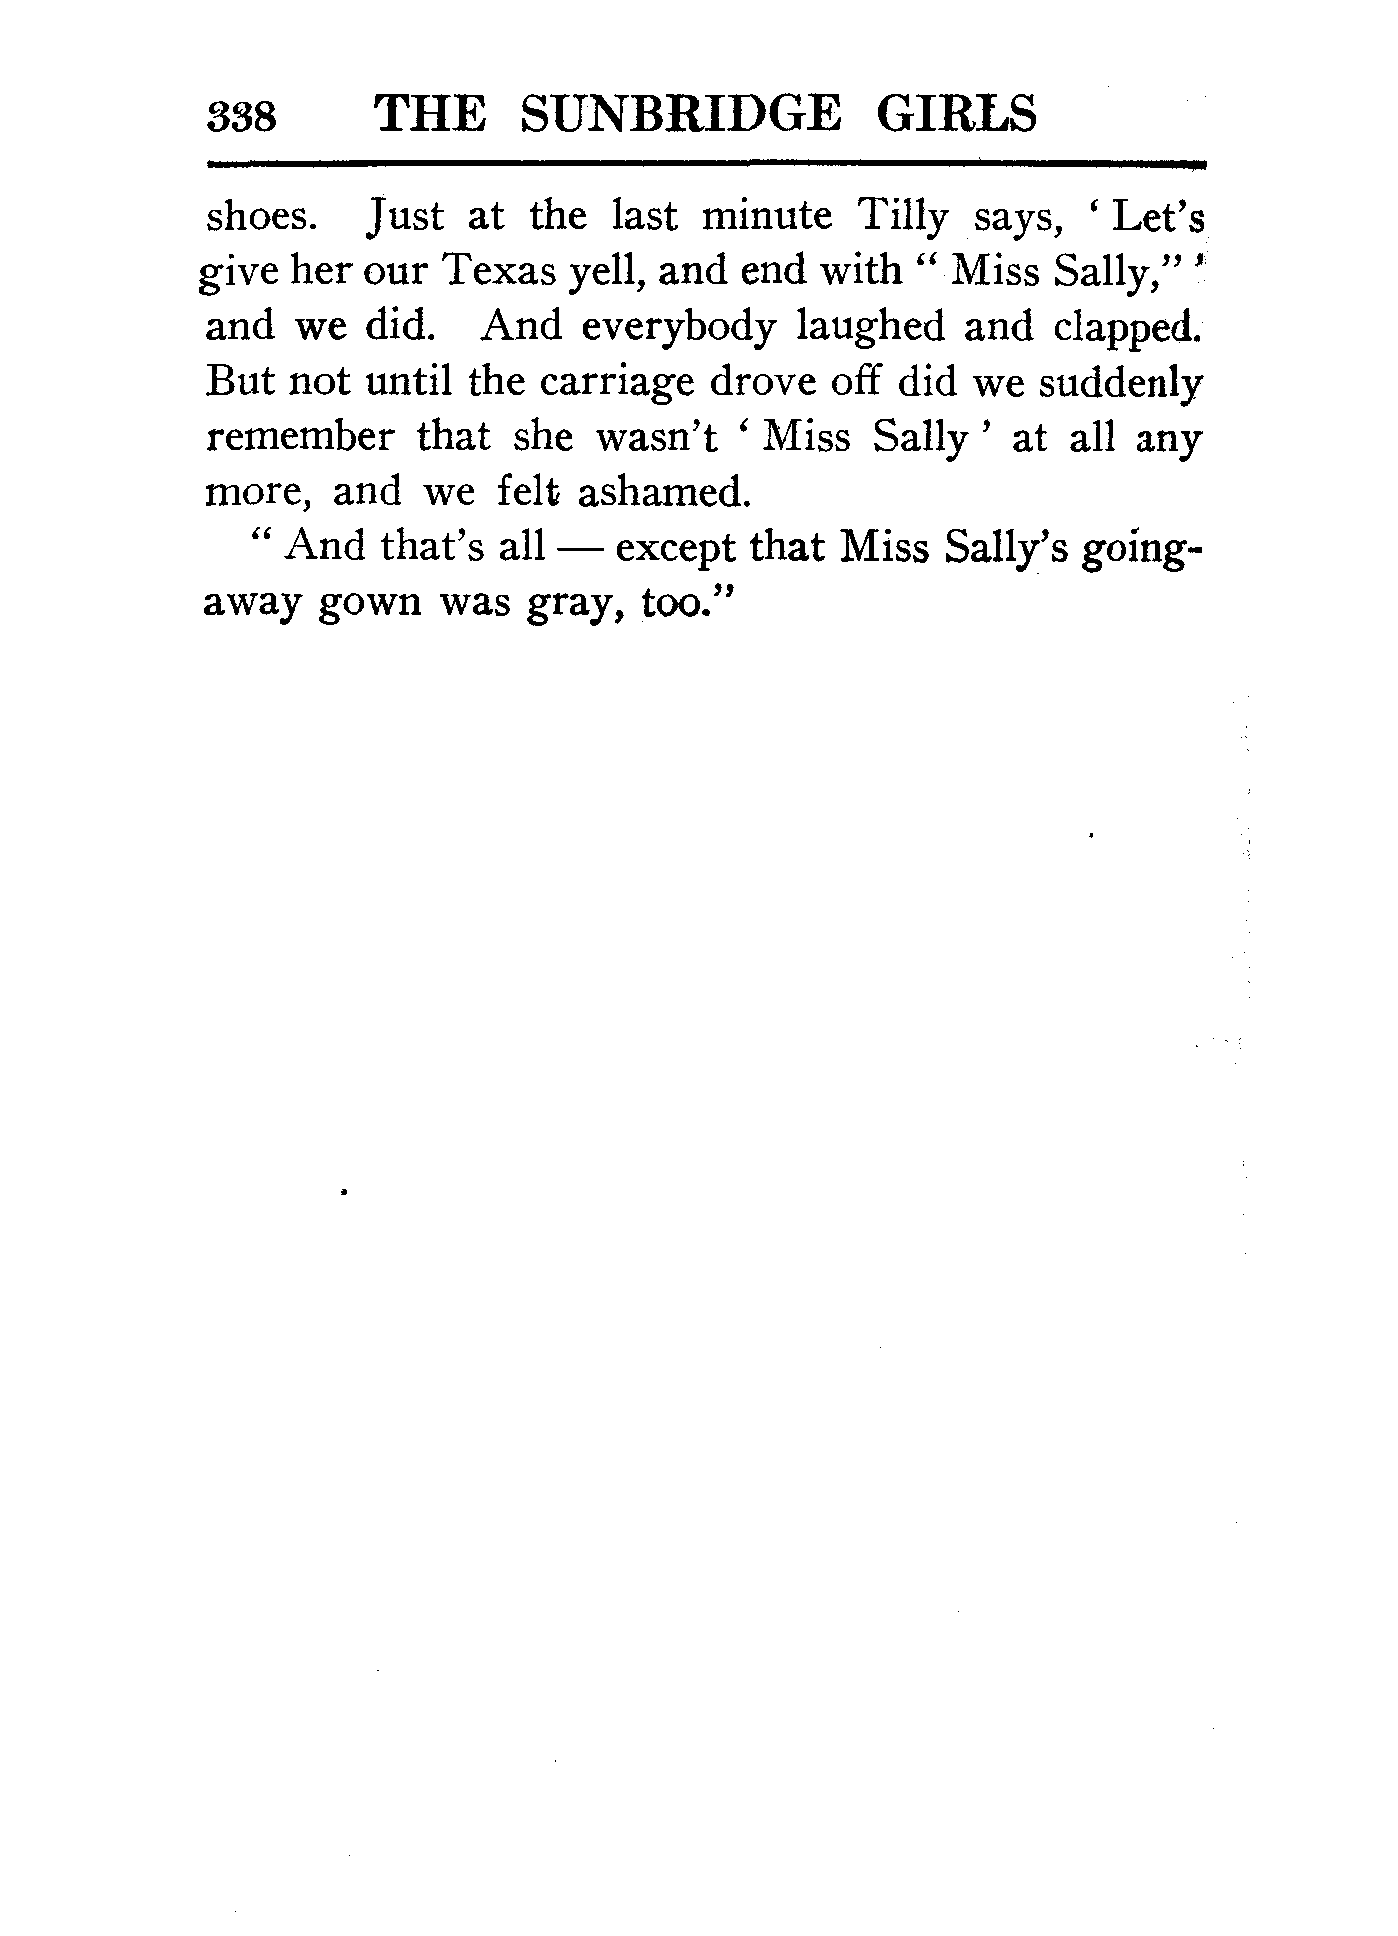 338 THE SUNBRIDGE GIRLS
shoes. Just at the last minute Tilly says, ‘ Let’s
give her our Texas yell, and end with “ Miss Sally,” ’
and we did. And everybody laughed and clapped.
But not until the carriage drove off did we suddenly
remember that she wasn’t ‘ Miss Sally ’ at all any
more, and we felt ashamed.
“ And that’s all — except that Miss Sally’s going-
away gown was gray, too.”